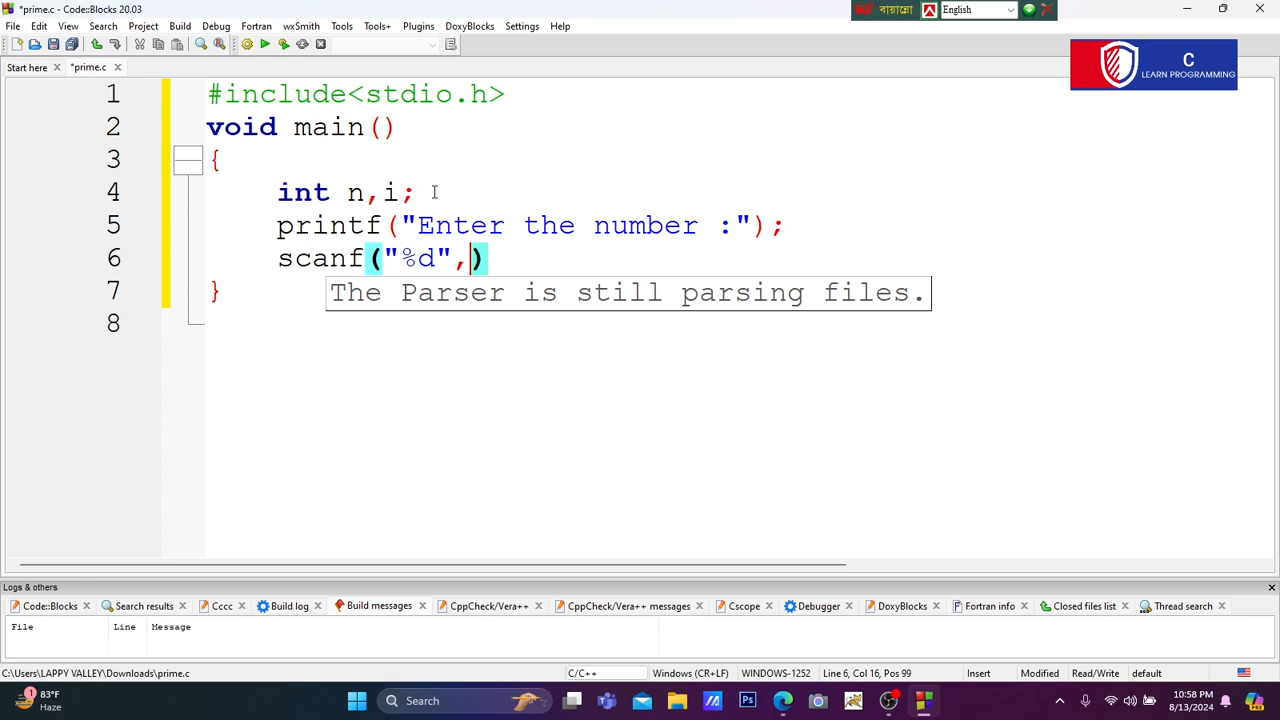 *prime.c - Code::Blocks 20.03
বায়ান্নো English
File Edit View Search Project Build Debug Fortran wxSmith Tools Tools+ Plugins DoxyBlocks Settings Help
Start here *prime.c
C
LEARN PROGRAMMING
1 #include<stdio.h>
2 void main()
3 {
4 int n,i;
5 printf("Enter the number :");
6 scanf("%d",)
7 }
The Parser is still parsing files.
8
Logs & others
Code::Blocks Search results Cccc Build log Build messages CppCheck/Vera++ CppCheck/Vera++ messages Cscope Debugger DoxyBlocks Fortran info Closed files list Thread search
File Line Message
C:\Users\LAPPY VALLEY\Downloads\prime.c C/C++ Windows (CR+LF) WINDOWS-1252 Line 6, Col 16, Pos 99 Insert Modified Read/Write default
1 83°F
Haze
Search
10:58 PM
8/13/2024